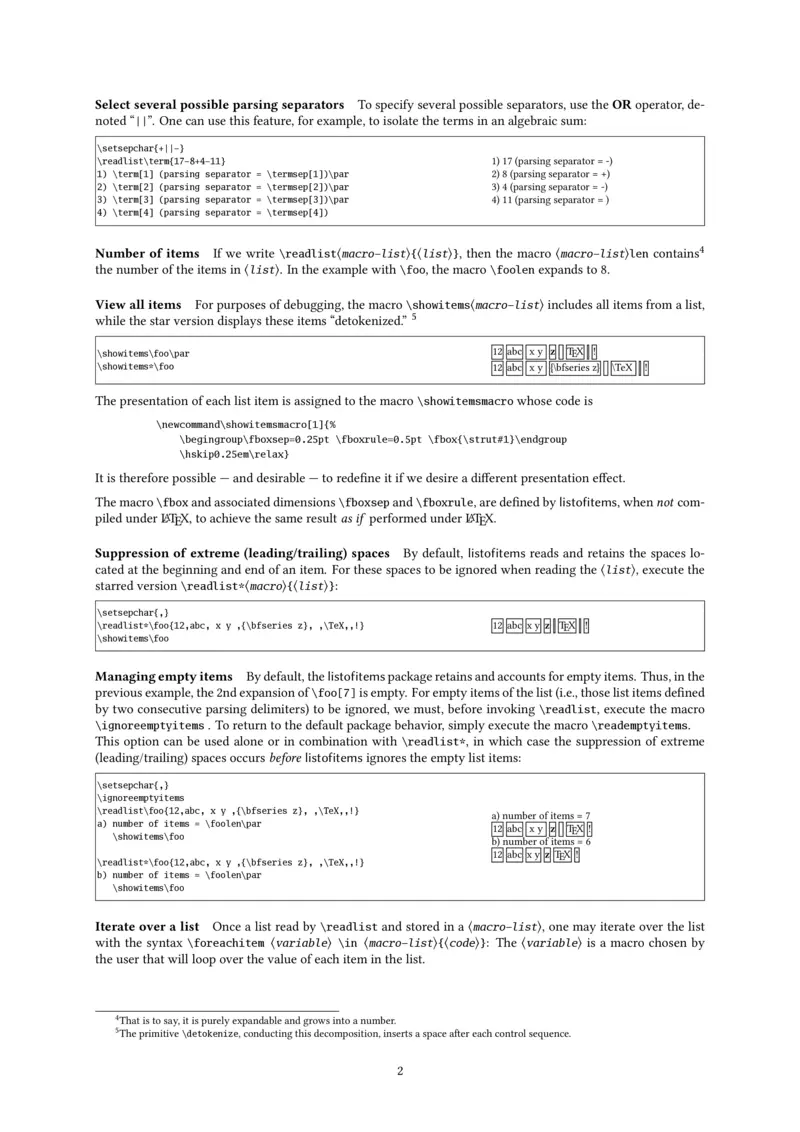 Select several possible parsing separators To specify several possible separators, use the OR operator, de-
noted “||”. One can use this feature, for example, to isolate the terms in an algebraic sum:
\setsepchar{+||-}
\readlist\term{17-8+4-11}
1) \term[1] (parsing separator = \termsep[1])\par
2) \term[2] (parsing separator = \termsep[2])\par
3) \term[3] (parsing separator = \termsep[3])\par
4) \term[4] (parsing separator = \termsep[4])
1) 17 (parsing separator = -)
2) 8 (parsing separator = +)
3) 4 (parsing separator = -)
4) 11 (parsing separator = )
Number of items If we write \readlist⟨macro-list⟩{⟨list⟩}, then the macro ⟨macro-list⟩len contains4
the number of the items in ⟨list⟩. In the example with \foo, the macro \foolen expands to 8.
View all items For purposes of debugging, the macro \showitems⟨macro-list⟩ includes all items from a list,
while the star version displays these items “detokenized.” 5
\showitems\foo\par
\showitems*\foo
12 abc x y z TEX !
12 abc x y {\bfseries z} \TeX !
The presentation of each list item is assigned to the macro \showitemsmacro whose code is
\newcommand\showitemsmacro[1]{%
\begingroup\fboxsep=0.25pt \fboxrule=0.5pt \fbox{\strut#1}\endgroup
\hskip0.25em\relax}
It is therefore possible — and desirable — to redefine it if we desire a different presentation effect.
The macro \fbox and associated dimensions \fboxsep and \fboxrule, are defined by listofitems, when not com-
piled under LATEX, to achieve the same result as if performed under LATEX.
Suppression of extreme (leading/trailing) spaces By default, listofitems reads and retains the spaces lo-
cated at the beginning and end of an item. For these spaces to be ignored when reading the ⟨list⟩, execute the
starred version \readlist*⟨macro⟩{⟨list⟩}:
\setsepchar{,}
\readlist*\foo{12,abc, x y ,{\bfseries z}, ,\TeX,,!}
\showitems\foo
12 abc x y z TEX !
Managing empty items By default, the listofitems package retains and accounts for empty items. Thus, in the
previous example, the 2nd expansion of \foo[7] is empty. For empty items of the list (i.e., those list items defined
by two consecutive parsing delimiters) to be ignored, we must, before invoking \readlist, execute the macro
\ignoreemptyitems . To return to the default package behavior, simply execute the macro \reademptyitems.
This option can be used alone or in combination with \readlist*, in which case the suppression of extreme
(leading/trailing) spaces occurs before listofitems ignores the empty list items:
\setsepchar{,}
\ignoreemptyitems
\readlist\foo{12,abc, x y ,{\bfseries z}, ,\TeX,,!}
a) number of items = \foolen\par
\showitems\foo
\readlist*\foo{12,abc, x y ,{\bfseries z}, ,\TeX,,!}
b) number of items = \foolen\par
\showitems\foo
a) number of items = 7
12 abc x y z TEX !
b) number of items = 6
12 abc x y z TEX !
Iterate over a list Once a list read by \readlist and stored in a ⟨macro-list⟩, one may iterate over the list
with the syntax \foreachitem ⟨variable⟩ \in ⟨macro-list⟩{⟨code⟩}: The ⟨variable⟩ is a macro chosen by
the user that will loop over the value of each item in the list.
4That is to say, it is purely expandable and grows into a number.
5The primitive \detokenize, conducting this decomposition, inserts a space after each control sequence.
2